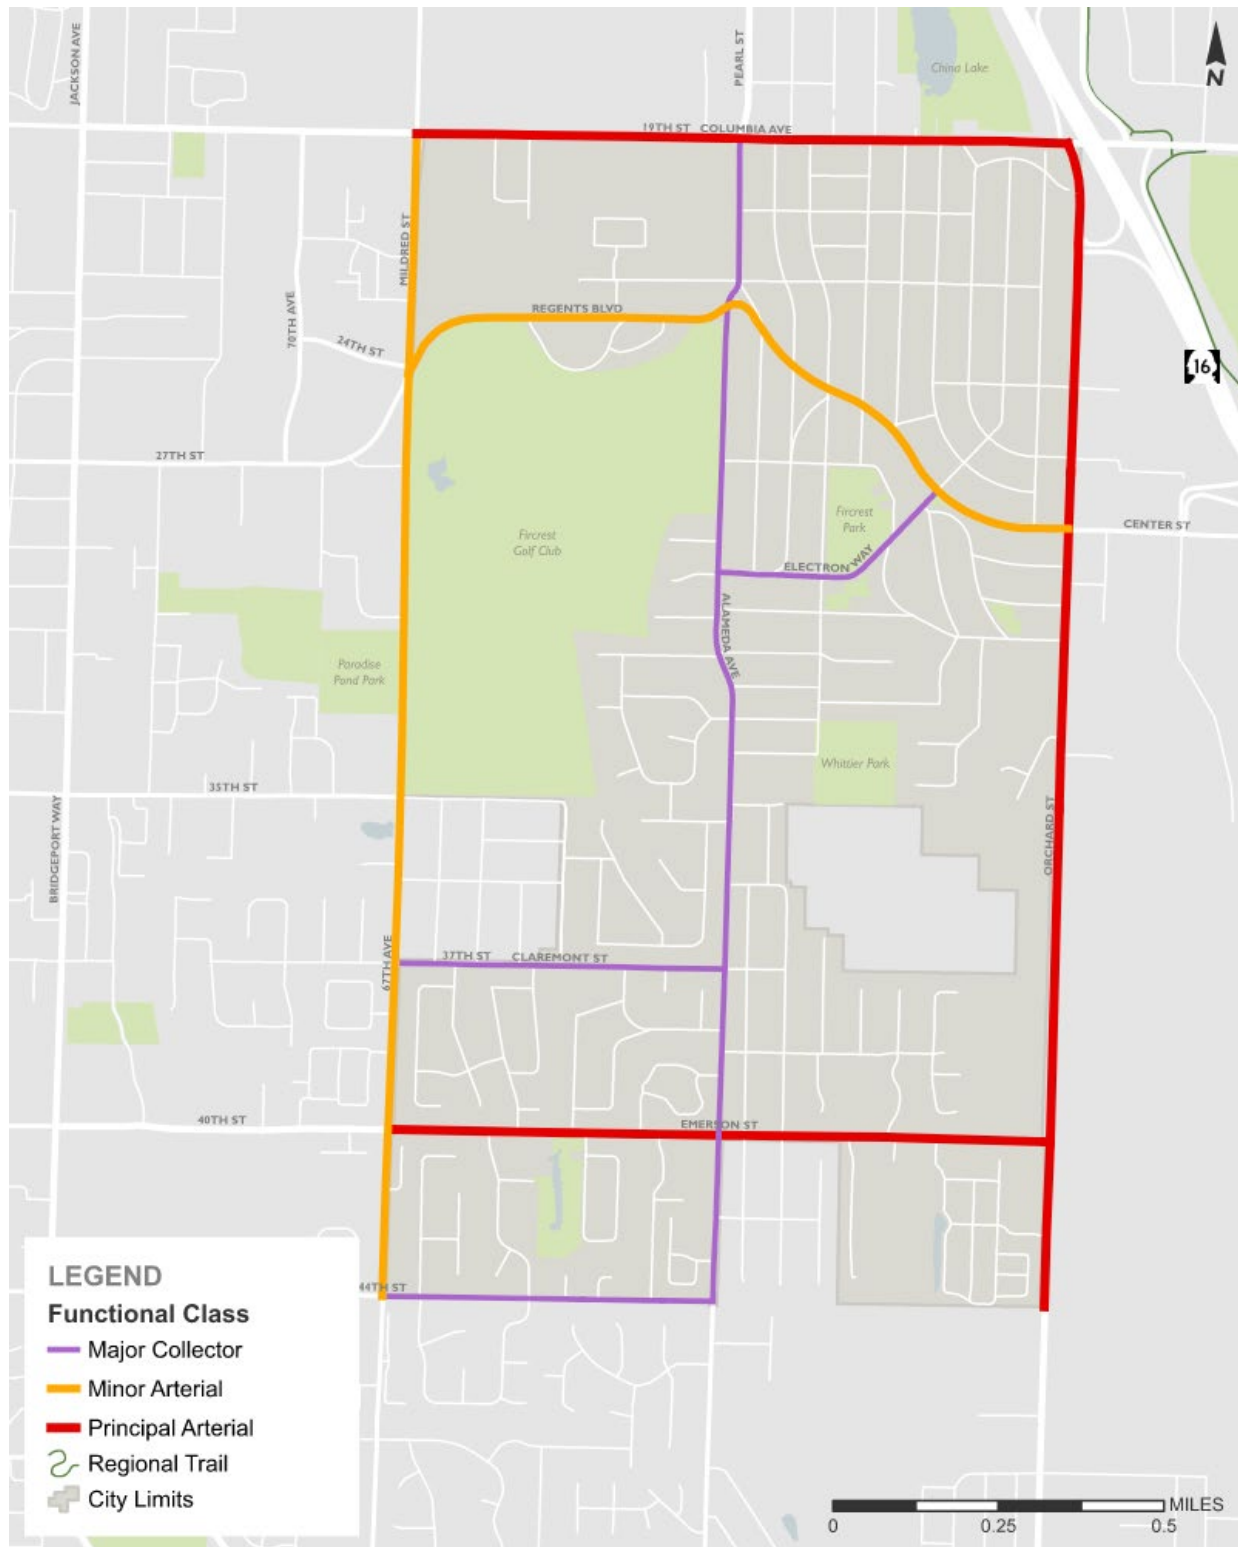 JACKSON AVE
PEARL ST
China Lake
N
19TH ST COLUMBIA AVE
MILDRED ST
REGENTS BLVD
70TH AVE
24TH ST
16
27TH ST
Fircrest
Park
CENTER ST
Fircrest
Golf Club
ELECTRON WAY
ALAMEDA AVE
Paradise
Pond Park
Whittier Park
35TH ST
BRIDGEPORT WAY
ORCHARD ST
67TH AVE
37TH ST CLAREMONT ST
40TH ST
EMERSON ST
44TH ST
LEGEND
Functional Class
Major Collector
Minor Arterial
Principal Arterial
Regional Trail
City Limits
MILES
0 0.25 0.5